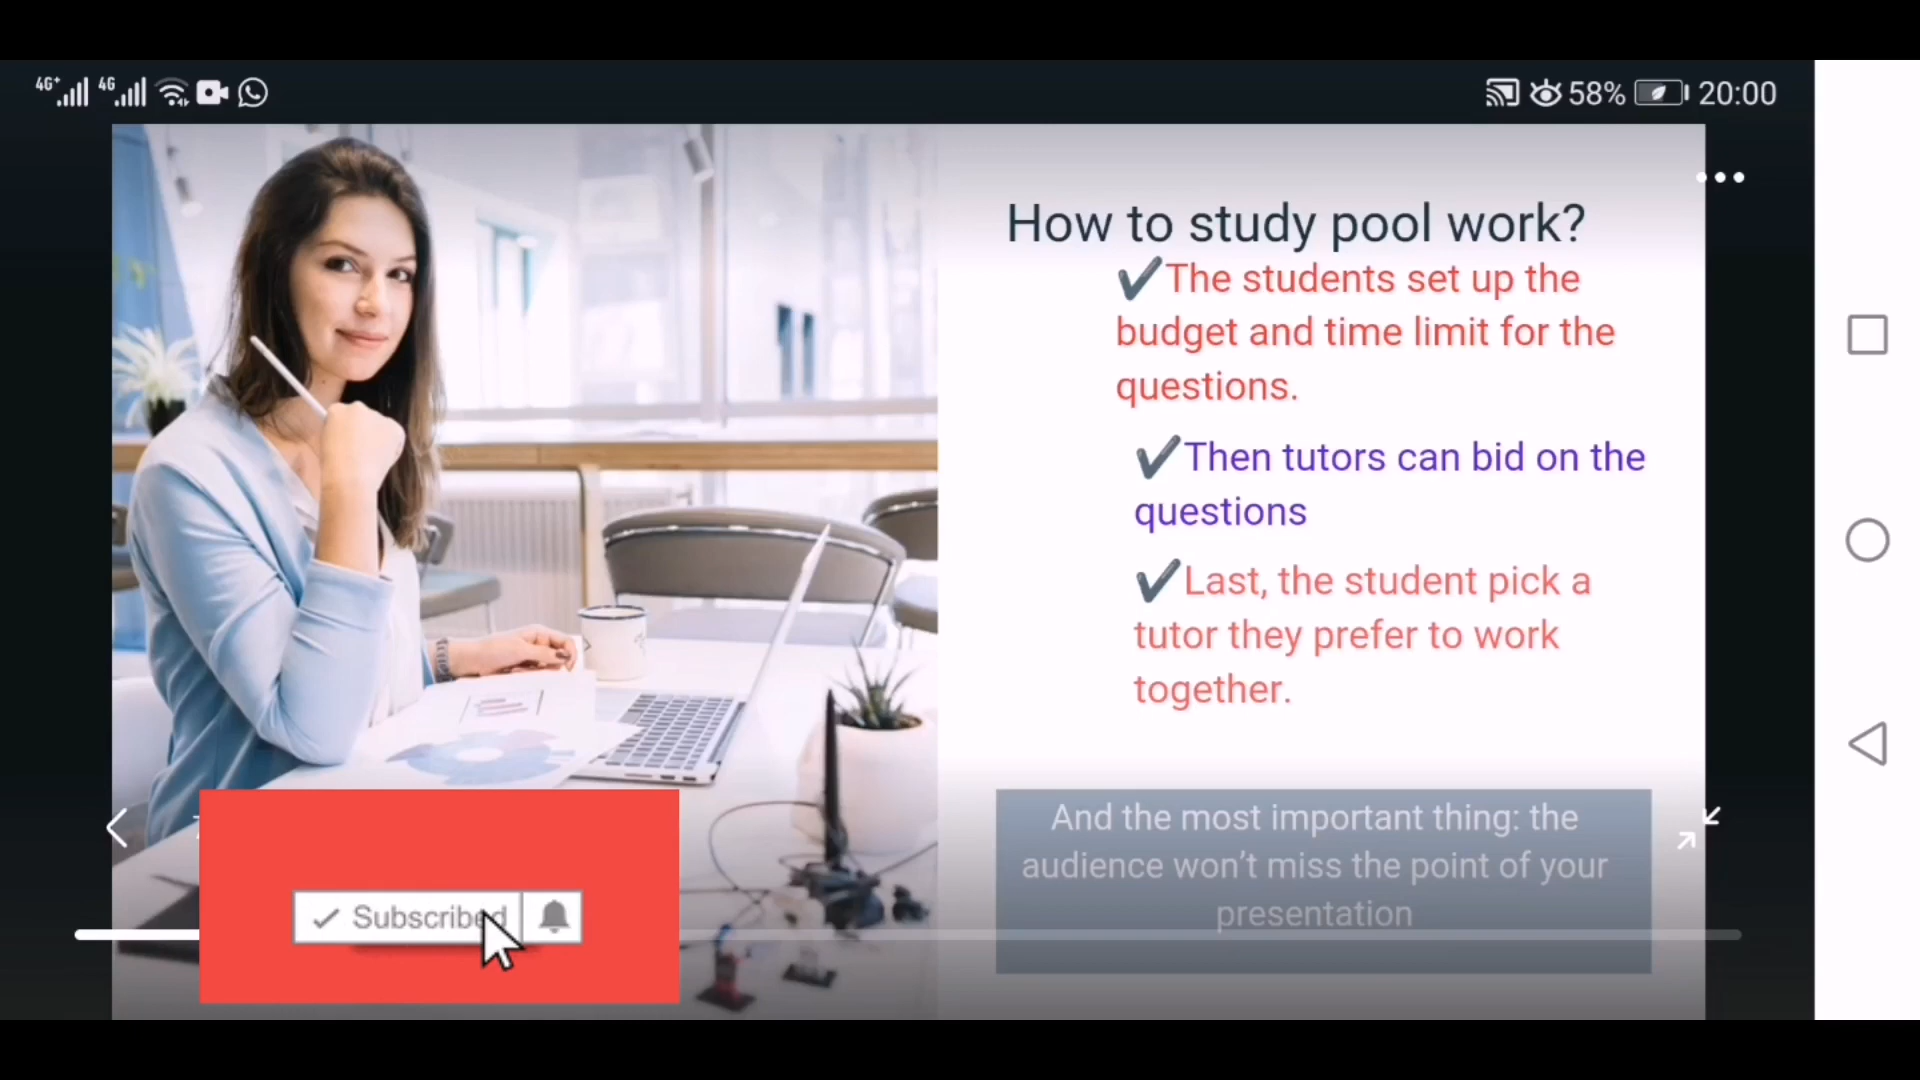 4G+ 4G 58% 20:00
How to study pool work?
✔The students set up the
budget and time limit for the
questions.
✔Then tutors can bid on the
questions
✔Last, the student pick a
tutor they prefer to work
together.
And the most important thing: the
audience won’t miss the point of your
presentation
Subscribed